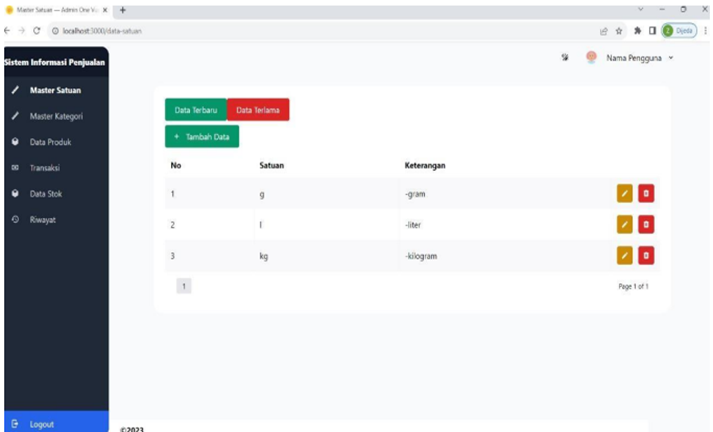 Master Satuan — Admin One Vu
localhost:3000/data-satuan
Dijeda
Sistem Informasi Penjualan
Nama Pengguna
Master Satuan
Master Kategori
Data Produk
Transaksi
Data Stok
Riwayat
Logout
Data Terbaru Data Terlama
+ Tambah Data
No Satuan Keterangan
1 g -gram
2 l -liter
3 kg -kilogram
1 Page 1 of 1
©2023